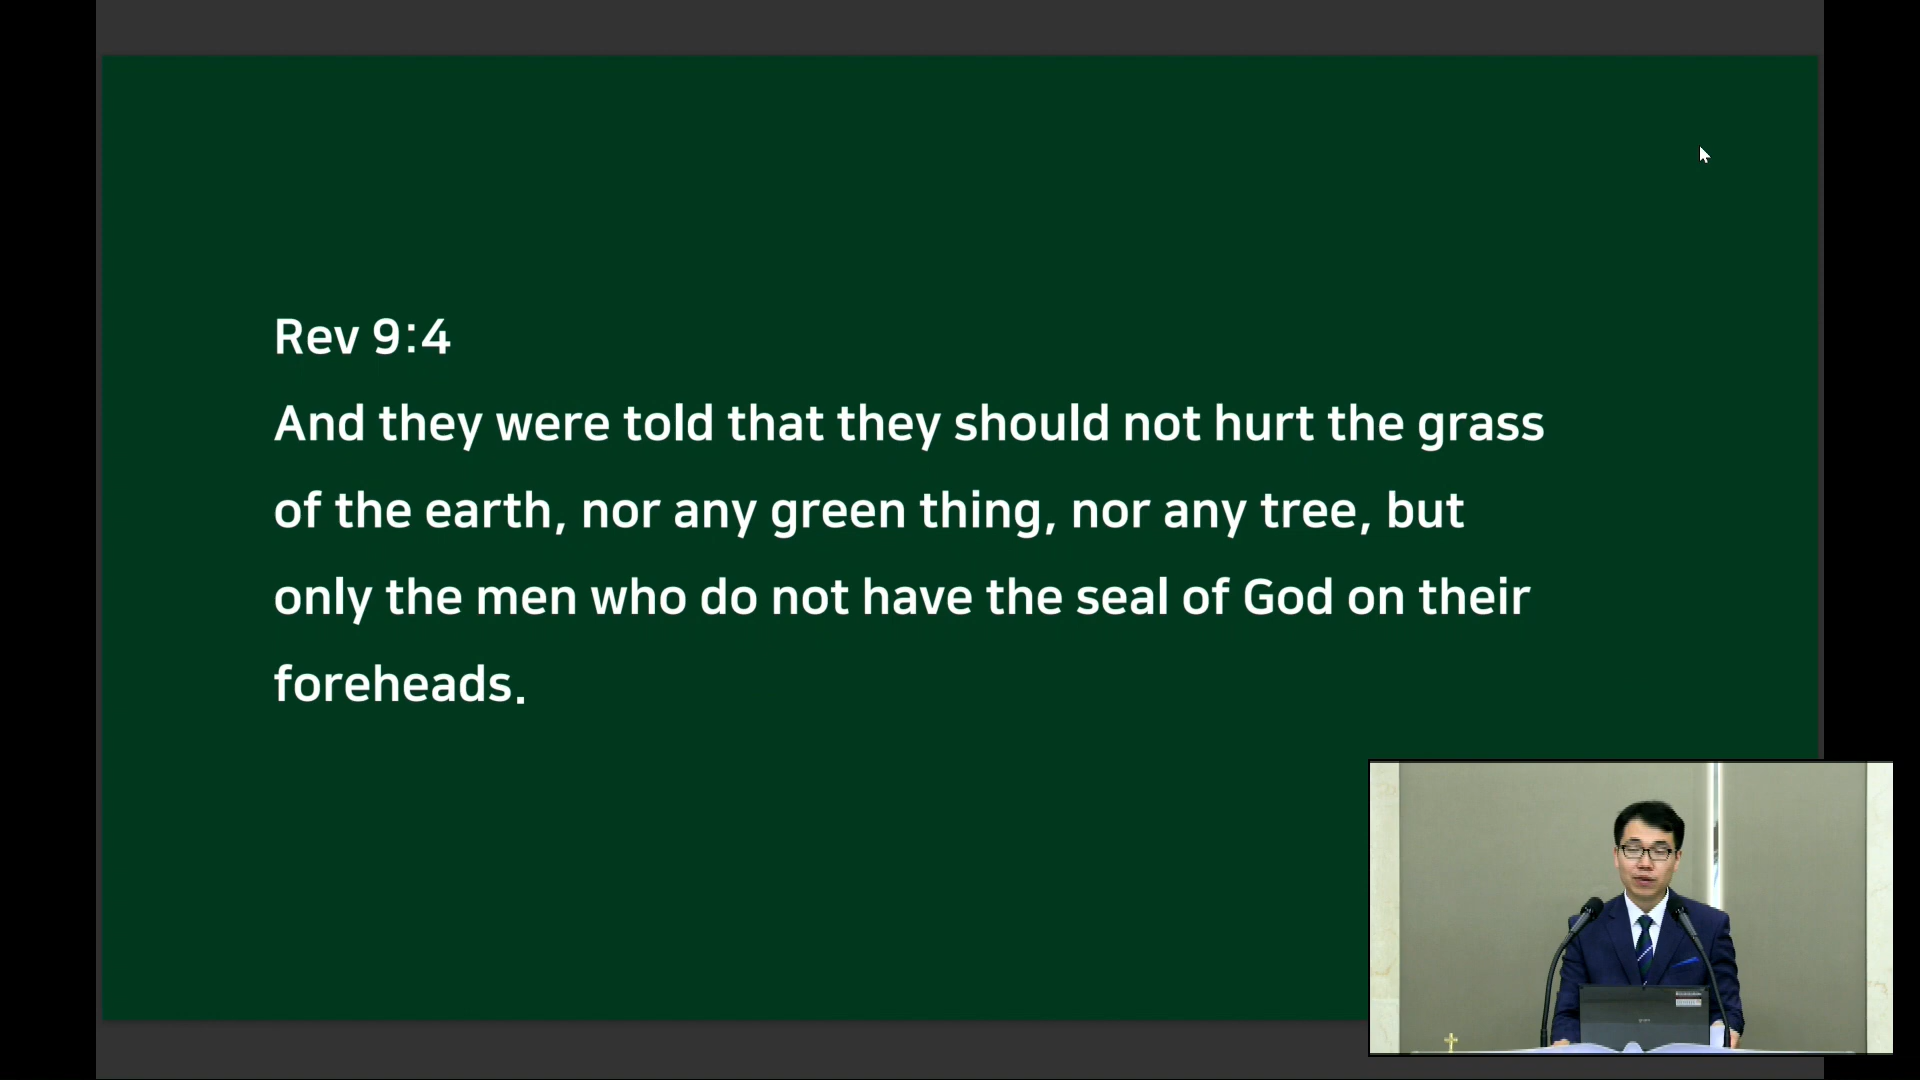 Rev 9:4
And they were told that they should not hurt the grass
of the earth, nor any green thing, nor any tree, but
only the men who do not have the seal of God on their
foreheads.